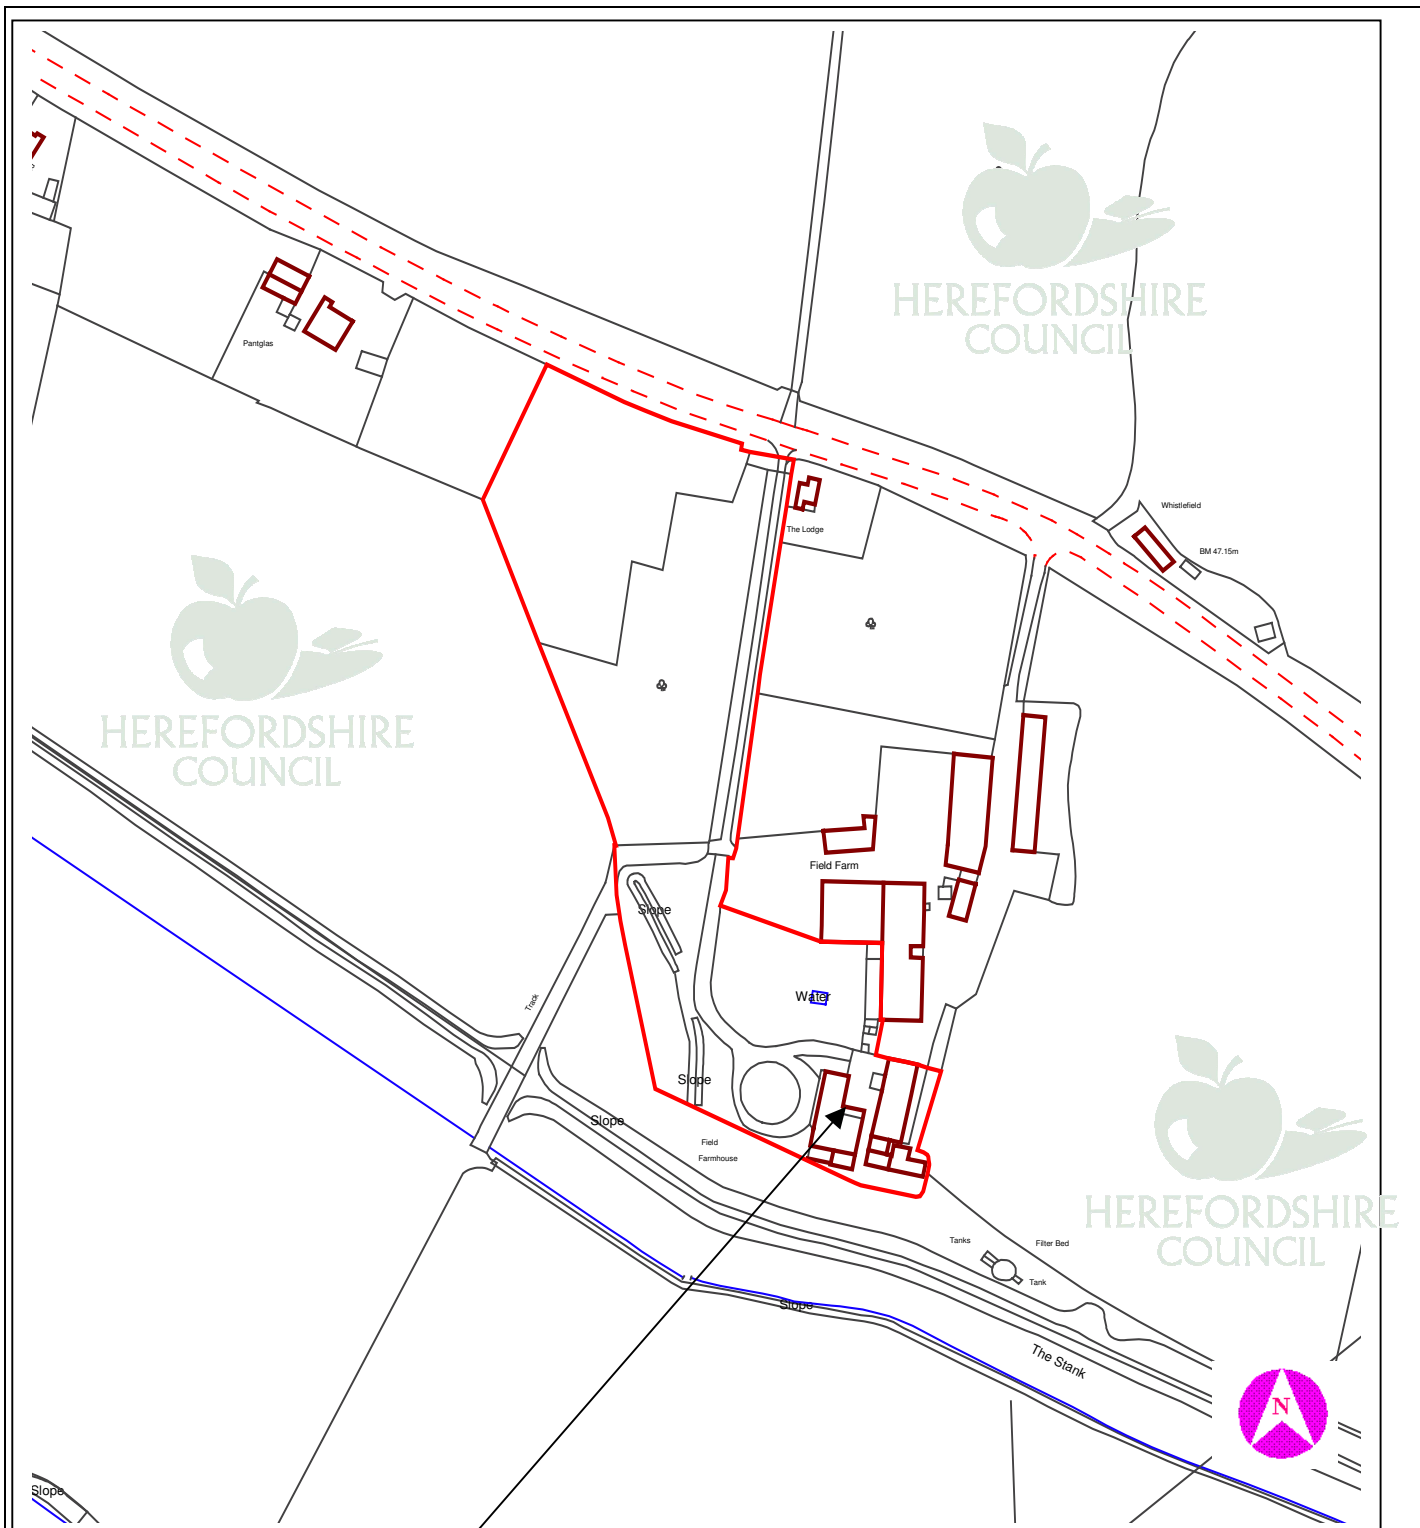 HEREFORDSHIRE
COUNCIL
Pantglas
Whistlefield
The Lodge
BM 47.15m
HEREFORDSHIRE
COUNCIL
Field Farm
Slope
Water
Track
Slope
Slope
Field
Farmhouse
HEREFORDSHIRE
COUNCIL
Tanks
Filter Bed
Tank
Slope
The Stank
N
Slope